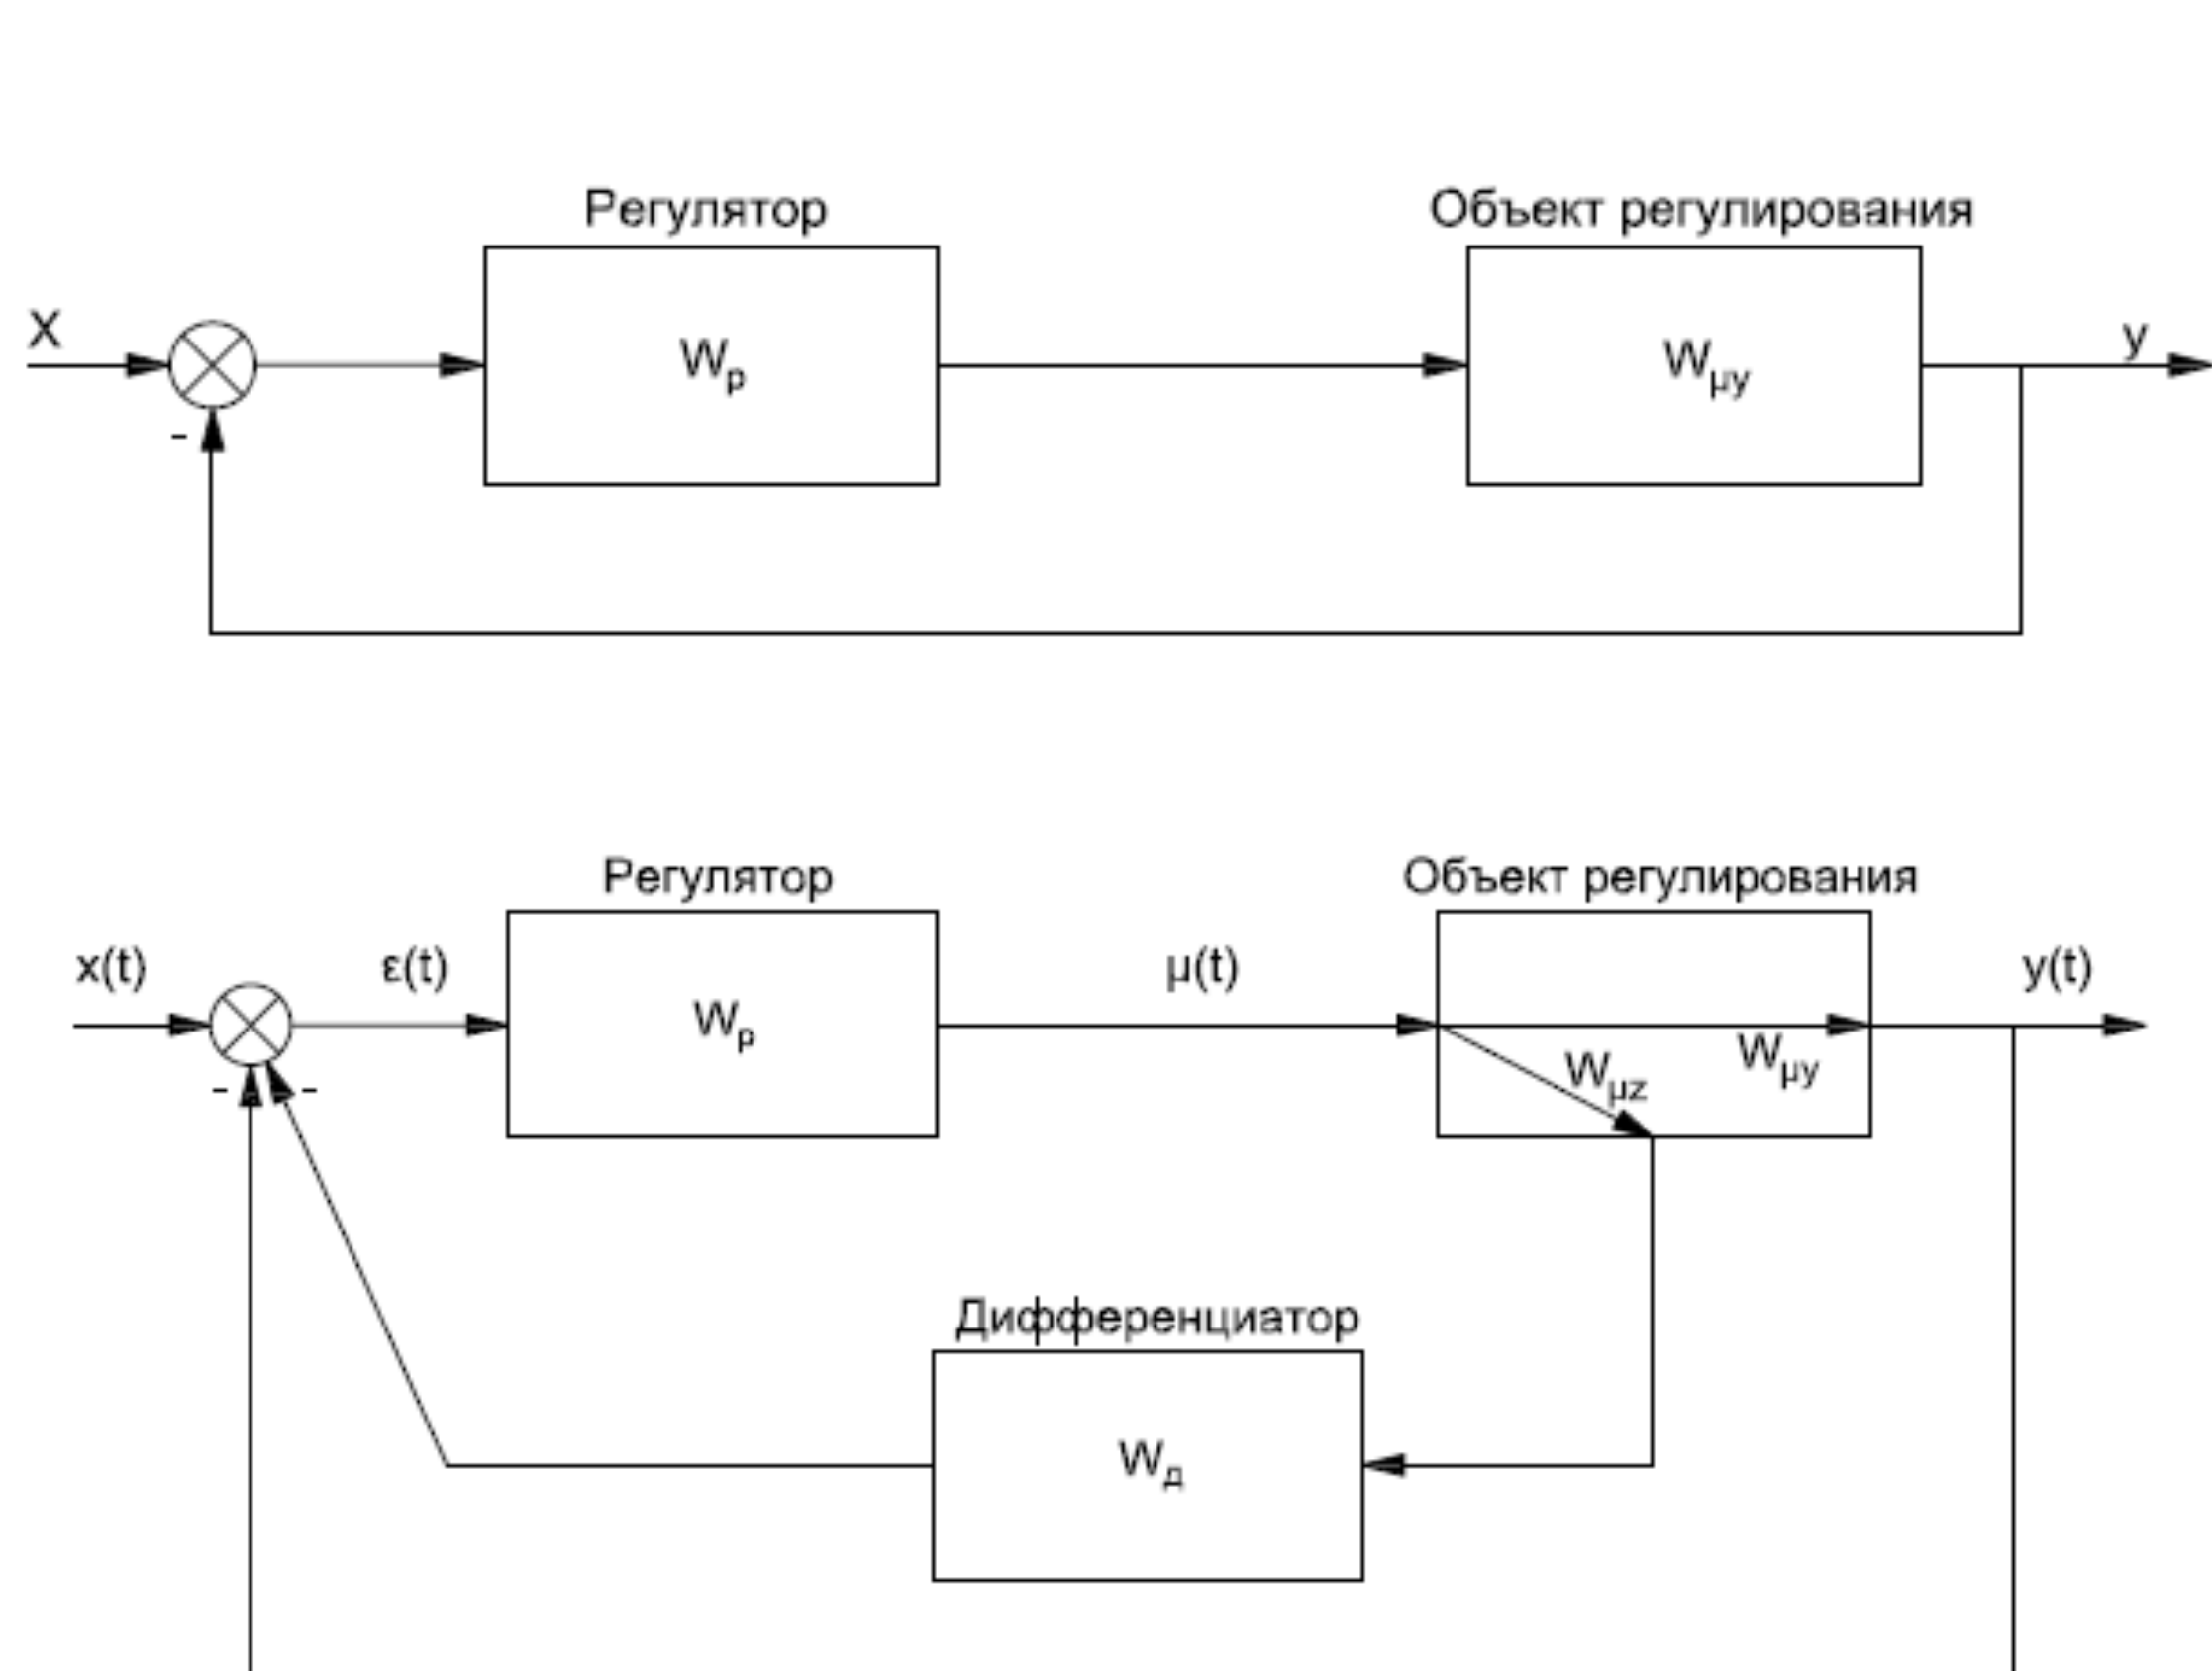 Регулятор
Объект регулирования
X
Wр
Wμy
y
-
Регулятор
Объект регулирования
x(t)
ε(t)
Wр
μ(t)
Wμz
Wμy
y(t)
- -
Дифференциатор
Wд